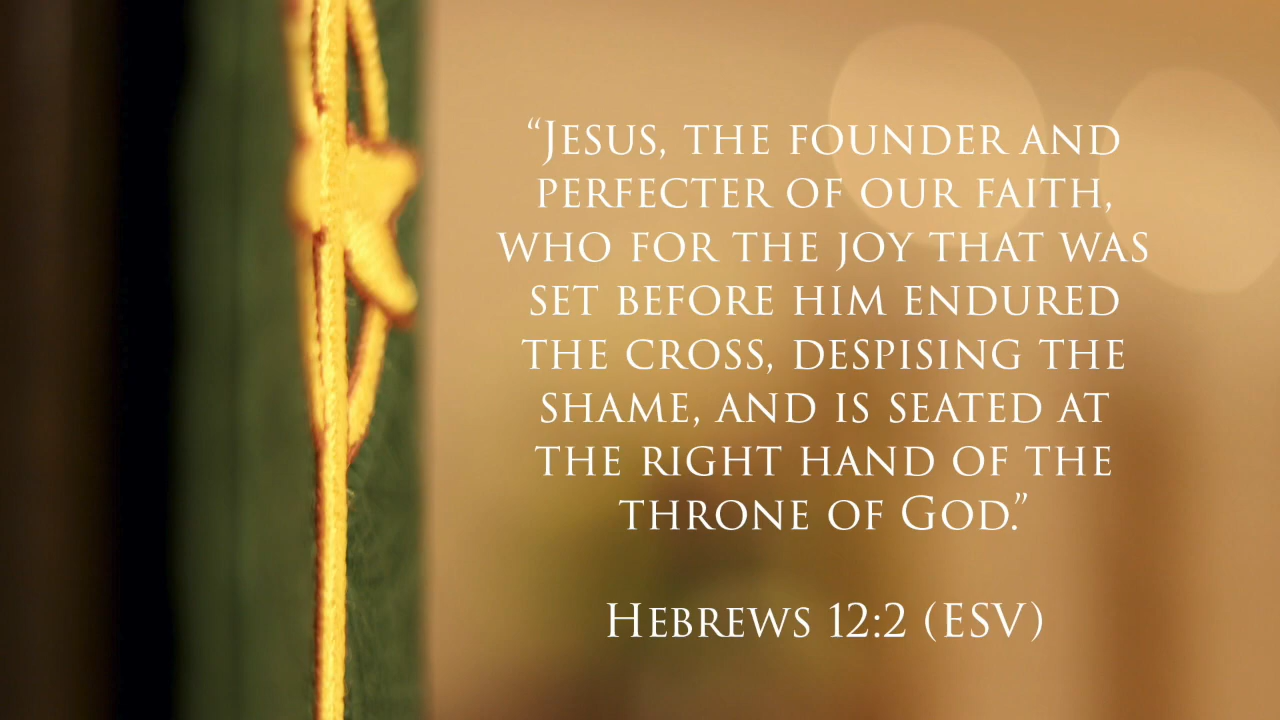 “Jesus, the founder and
perfecter of our faith,
who for the joy that was
set before him endured
the cross, despising the
shame, and is seated at
the right hand of the
throne of God.”
Hebrews 12:2 (ESV)